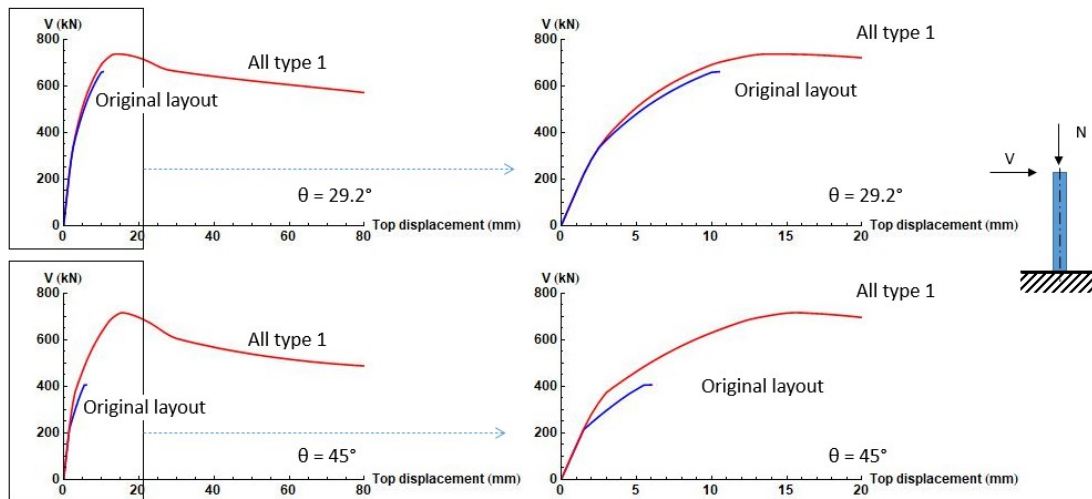 V (kN)
800
600
400
200
0
0
20
40
60
80
All type 1
Original layout
θ = 29.2°
Top displacement (mm)
V (kN)
800
600
400
200
0
0
5
10
15
20
All type 1
Original layout
θ = 29.2°
Top displacement (mm)
V
N
V (kN)
800
600
400
200
0
0
20
40
60
80
All type 1
Original layout
θ = 45°
Top displacement (mm)
V (kN)
800
600
400
200
0
0
5
10
15
20
All type 1
Original layout
θ = 45°
Top displacement (mm)